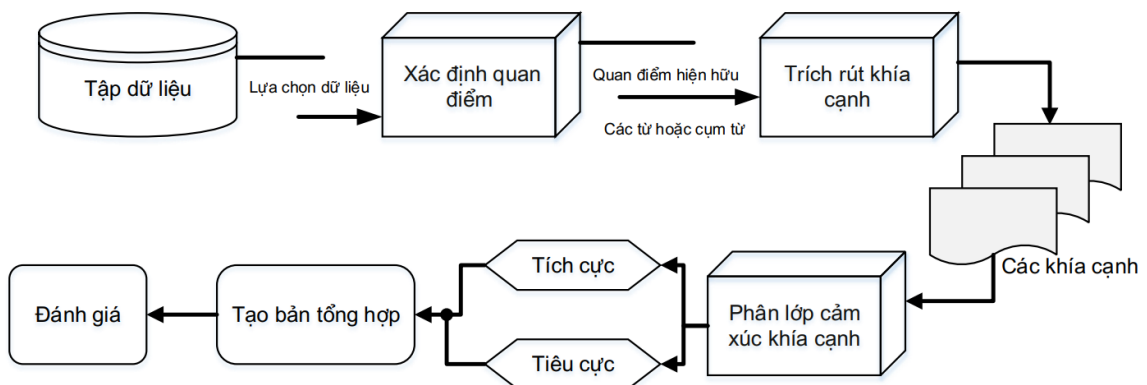 Tập dữ liệu
Lựa chọn dữ liệu
Xác định quan
điểm
Quan điểm hiện hữu
Các từ hoặc cụm từ
Trích rút khía
cạnh
Các khía cạnh
Phân lớp cảm
xúc khía cạnh
Tích cực
Tiêu cực
Tạo bản tổng hợp
Đánh giá